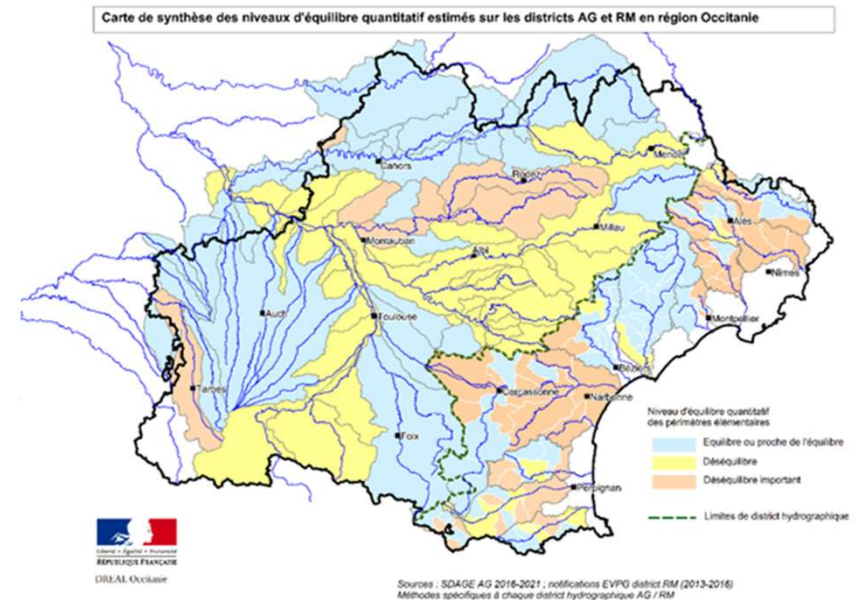 Carte de synthèse des niveaux d'équilibre quantitatif estimés sur les districts AG et RM en région Occitanie
Mende
Cahors
Rodez
Alès
Millau
Montauban
Albi
Nîmes
Auch
Toulouse
Montpellier
Béziers
Tarbes
Carcassonne
Narbonne
Foix
Perpignan
Niveau d'équilibre quantitatif
des périmètres élémentaires
Equilibre ou proche de l'équilibre
Déséquilibre
Déséquilibre important
Limites de district hydrographique
Liberté • Égalité • Fraternité
RÉPUBLIQUE FRANÇAISE
DREAL Occitanie
Sources : SDAGE AG 2016-2021 ; notifications EVPG district RM (2013-2016)
Méthodes spécifiques à chaque district hydrographique AG / RM